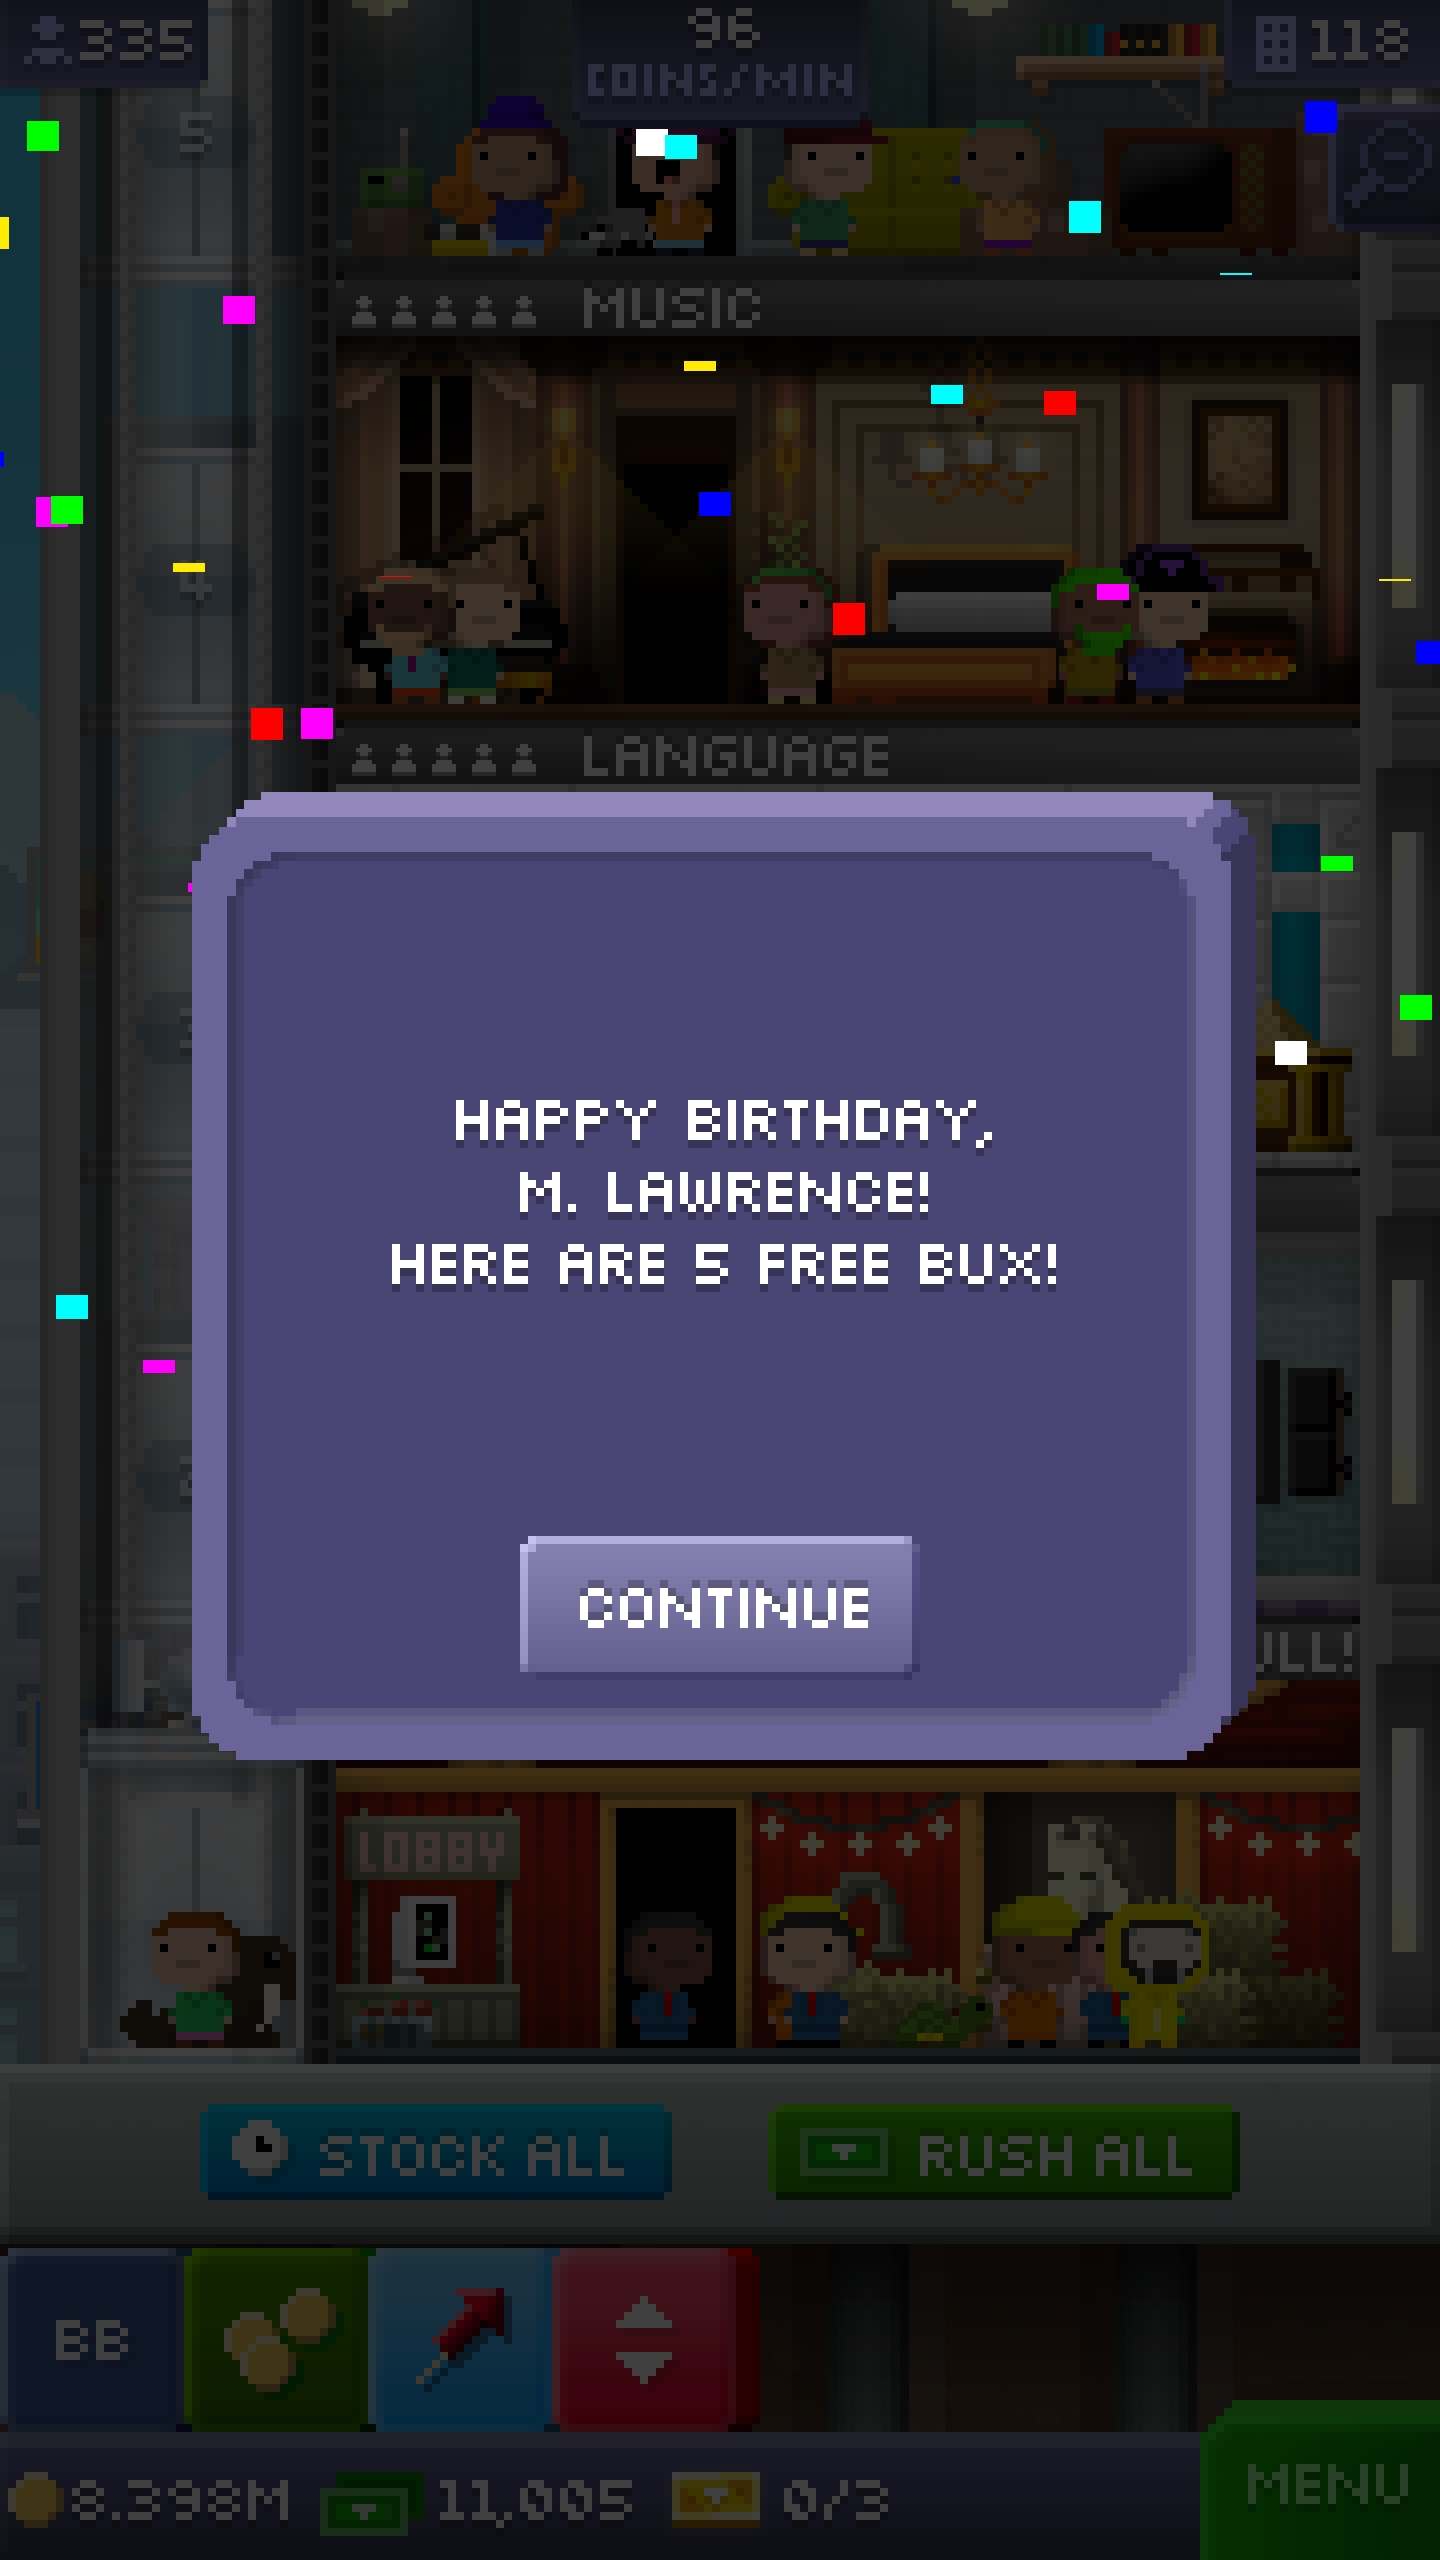 335
96
COINS/MIN
118
5
MUSIC
4
LANGUAGE
HAPPY BIRTHDAY,
M. LAWRENCE!
HERE ARE 5 FREE BUX!
CONTINUE
LOBBY
STOCK ALL
RUSH ALL
BB
8.398M
11,005
0/3
MENU